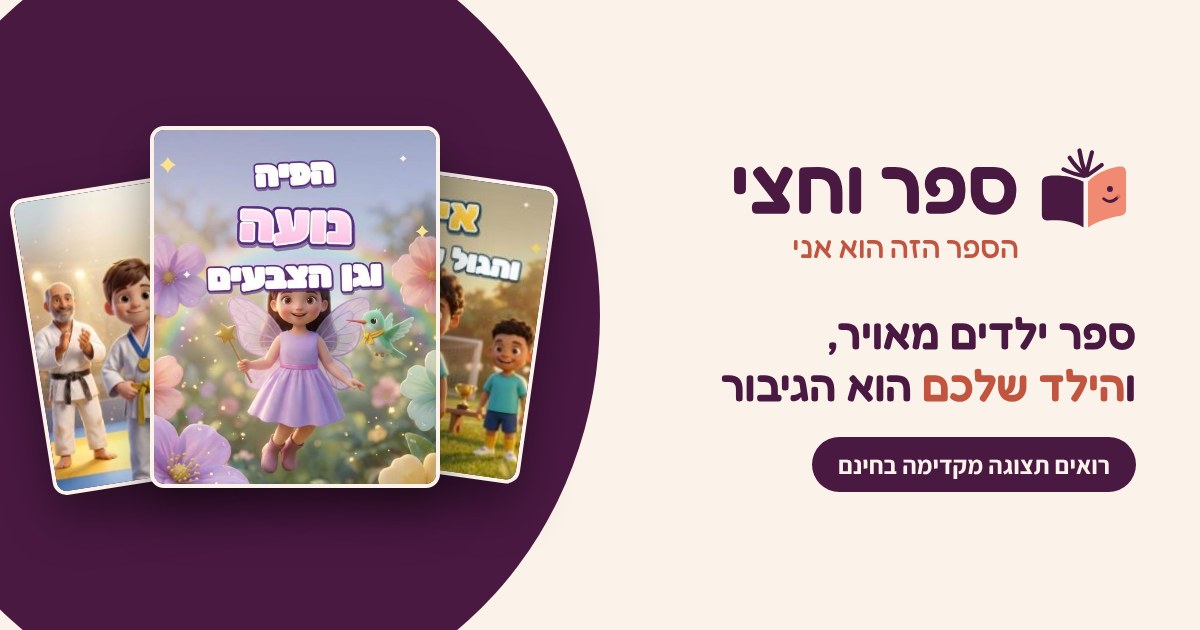 ספר וחצי
הספר הזה הוא אני
ספר ילדים מאויר,
והילד שלכם הוא הגיבור
רואים תצוגה מקדימה בחינם
הפיה
נועה
וגן הצבעים